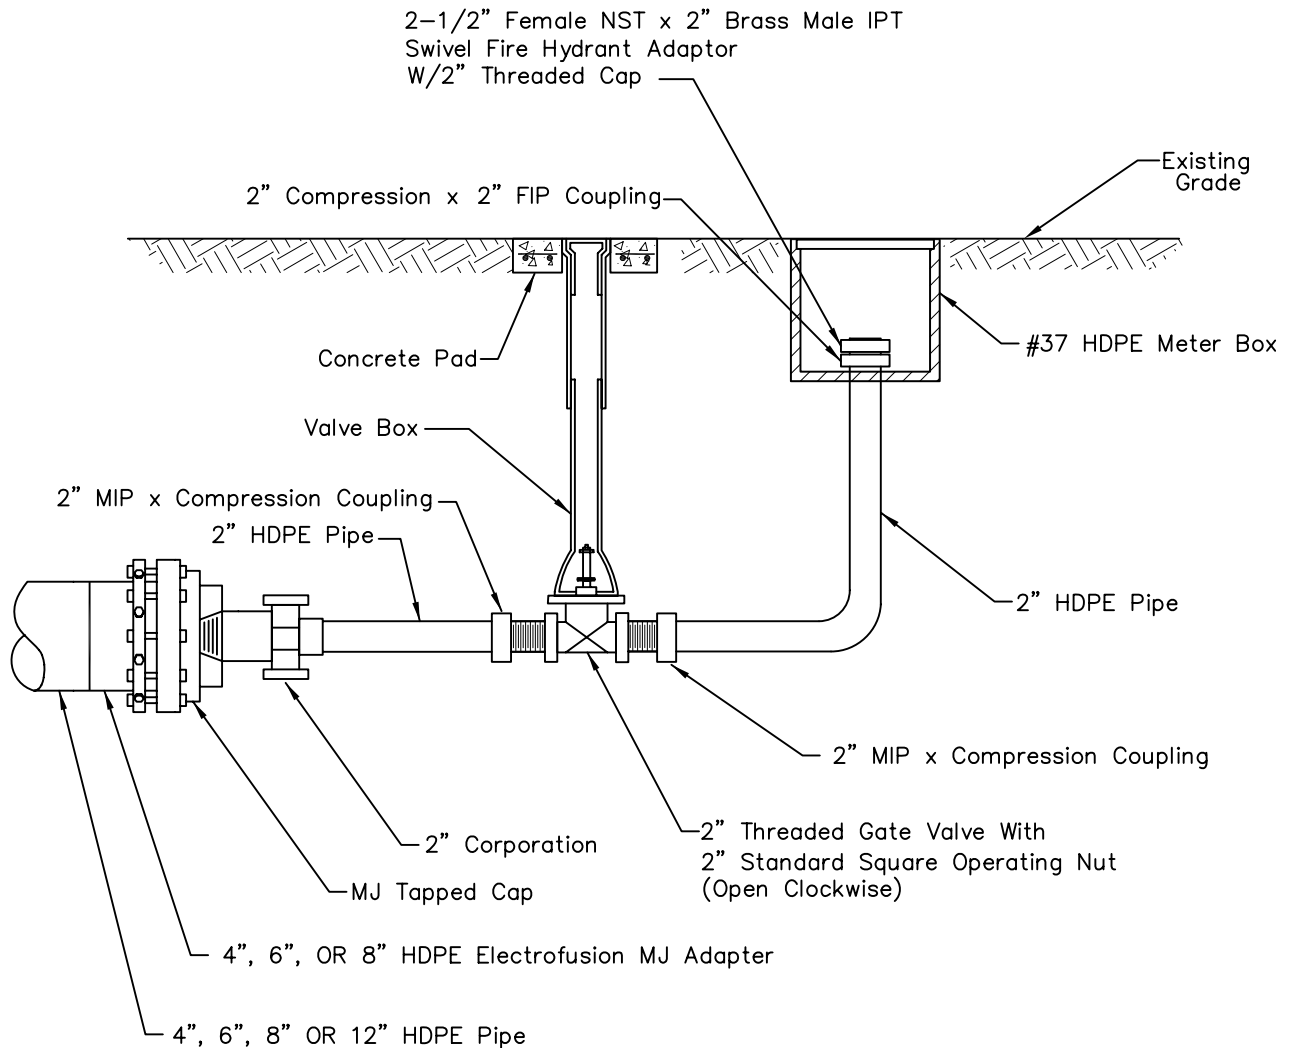 2-1/2" Female NST x 2" Brass Male IPT
Swivel Fire Hydrant Adaptor
W/2" Threaded Cap
Existing
Grade
2" Compression x 2" FIP Coupling
#37 HDPE Meter Box
Concrete Pad
Valve Box
2" MIP x Compression Coupling
2" HDPE Pipe
2" HDPE Pipe
2" MIP x Compression Coupling
2" Threaded Gate Valve With
2" Standard Square Operating Nut
(Open Clockwise)
2" Corporation
MJ Tapped Cap
4", 6", OR 8" HDPE Electrofusion MJ Adapter
4", 6", 8" OR 12" HDPE Pipe